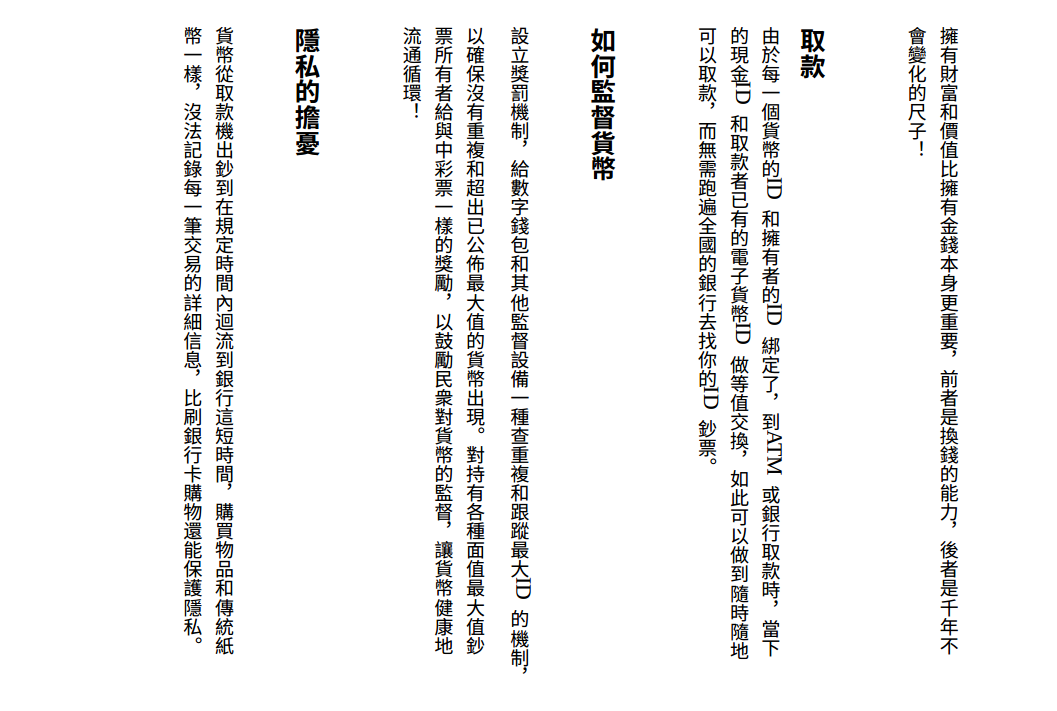 擁有財富和價值比擁有金錢本身更重要，前者是換錢的能力，後者是千年不
會變化的尺子！
取款
由於每一個貨幣的ID 和擁有者的ID 綁定了，到ATM 或銀行取款時，當下
的現金ID 和取款者已有的電子貨幣ID 做等值交換，如此可以做到隨時隨地
可以取款，而無需跑遍全國的銀行去找你的ID 鈔票。
如何監督貨幣
設立獎罰機制，給數字錢包和其他監督設備一種查重複和跟蹤最大ID 的機制，
以確保沒有重複和超出已公佈最大值的貨幣出現。對持有各種面值最大值鈔
票所有者給與中彩票一樣的獎勵，以鼓勵民衆對貨幣的監督，讓貨幣健康地
流通循環！
隱私的擔憂
貨幣從取款機出鈔到在規定時間內迴流到銀行這短時間，購買物品和傳統紙
幣一樣，沒法記錄每一筆交易的詳細信息，比刷銀行卡購物還能保護隱私。